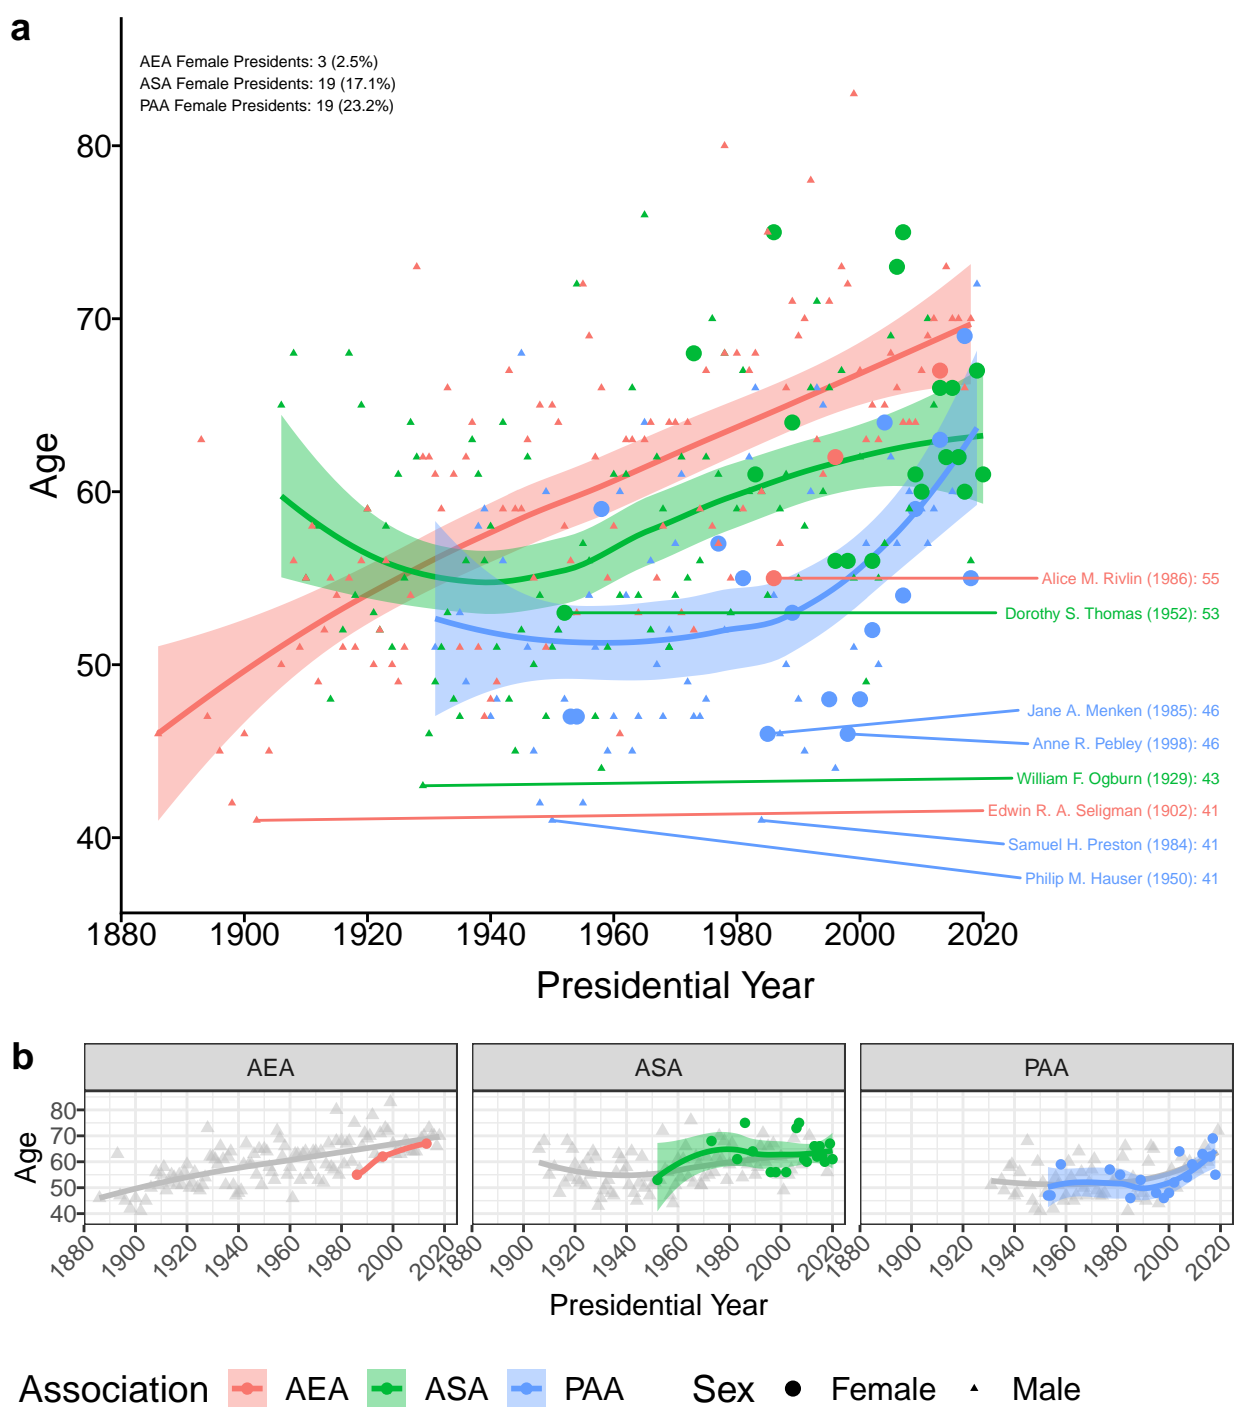 a
AEA Female Presidents: 3 (2.5%)
ASA Female Presidents: 19 (17.1%)
PAA Female Presidents: 19 (23.2%)
80
70
60
50
40
Age
Alice M. Rivlin (1986): 55
Dorothy S. Thomas (1952): 53
Jane A. Menken (1985): 46
Anne R. Pebley (1998): 46
William F. Ogburn (1929): 43
Edwin R. A. Seligman (1902): 41
Samuel H. Preston (1984): 41
Philip M. Hauser (1950): 41
1880 1900 1920 1940 1960 1980 2000 2020
Presidential Year
b
AEA ASA PAA
80
70
60
50
40
Age
1880 1900 1920 1940 1960 1980 2000 2020 1880 1900 1920 1940 1960 1980 2000 2020 1880 1900 1920 1940 1960 1980 2000 2020
Presidential Year
Association AEA ASA PAA Sex Female Male